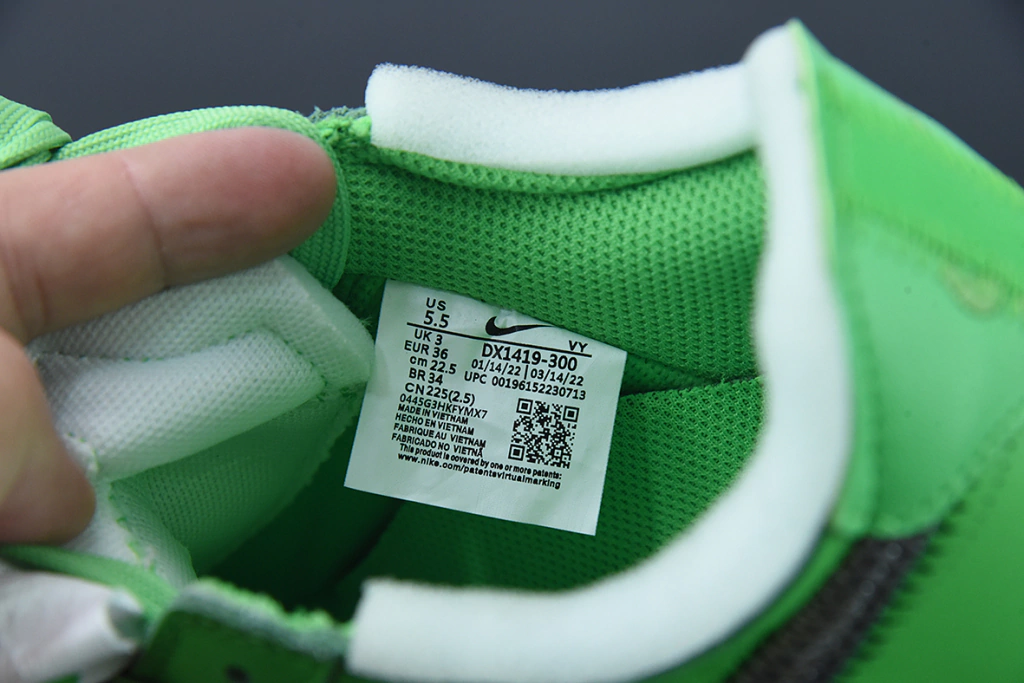 US
5.5
VY
UK 3
EUR 36
cm 22.5
BR 34
CN 225(2.5)
DX1419-300
01/14/22 | 03/14/22
UPC 00196152230713
0445G3HKFYMX7
MADE IN VIETNAM
HECHO EN VIETNAM
FABRIQUE AU VIETNAM
FABRICADO NO VIETNÃ
This product is covered by one or more patents:
www.nike.com/patentsvirtualmarking